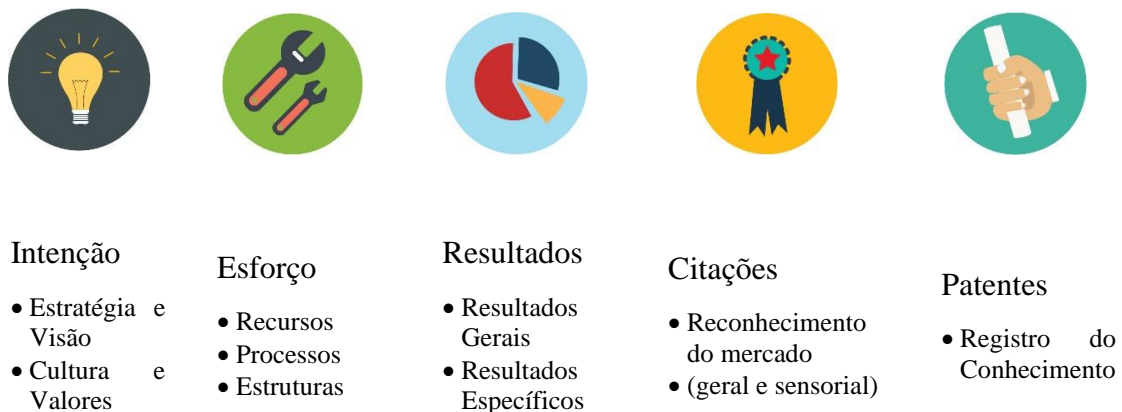 Intenção
• Estratégia e
Visão
• Cultura e
Valores
Esforço
• Recursos
• Processos
• Estruturas
Resultados
• Resultados
Gerais
• Resultados
Específicos
Citações
• Reconhecimento
do mercado
• (geral e sensorial)
Patentes
• Registro do
Conhecimento